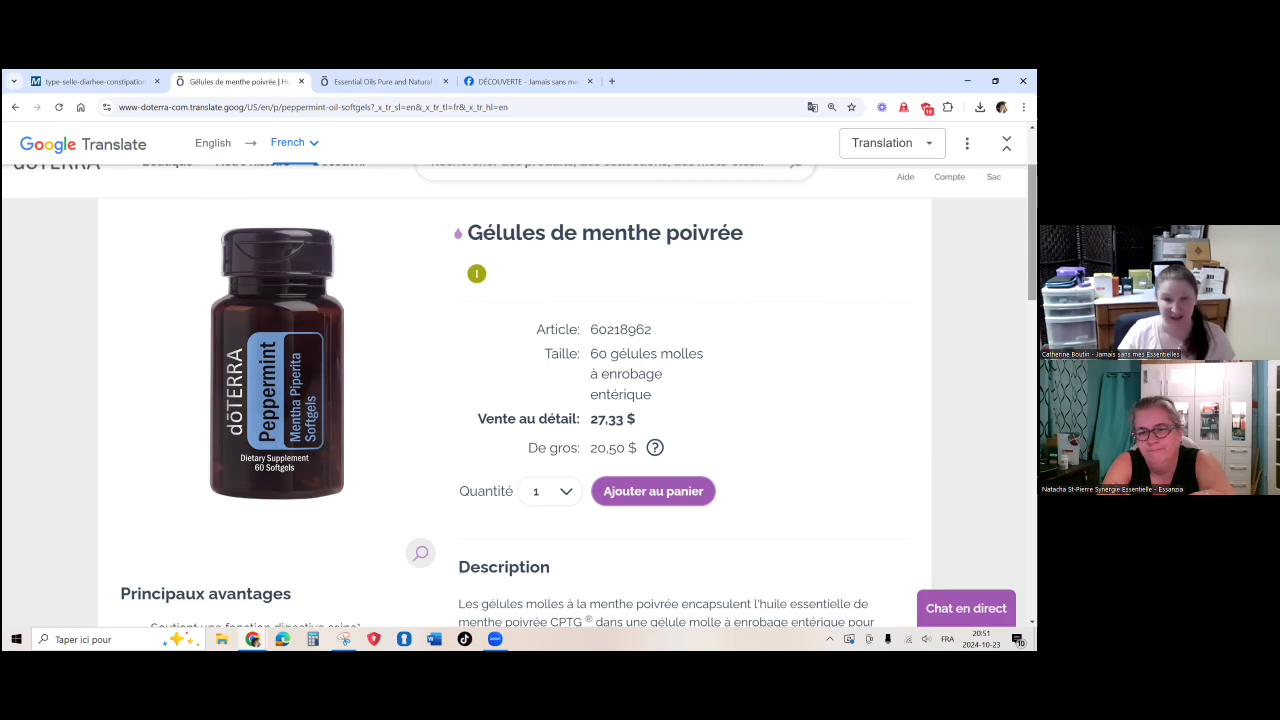 type-selle-diarhee-constipation
Gélules de menthe poivrée | Hu
Essential Oils Pure and Natural
DÉCOUVERTE - Jamais sans me
www-doterra-com.translate.goog/US/en/p/peppermint-oil-softgels?_x_tr_sl=en&_x_tr_tl=fr&_x_tr_hl=en
19
Google Translate
English → French
Translation
dōTERRA
Aide Compte Sac
Gélules de menthe poivrée
I
Article: 60218962
Taille: 60 gélules molles
à enrobage
entérique
Vente au détail: 27,33 $
De gros: 20,50 $ ?
Quantité 1 Ajouter au panier
dōTERRA
Peppermint
Mentha Piperita
Softgels
Dietary Supplement
60 Softgels
Description
Principaux avantages
Les gélules molles à la menthe poivrée encapsulent l'huile essentielle de
menthe poivrée CPTG ® dans une gélule molle à enrobage entérique pour
Chat en direct
Catherine Boutin - Jamais sans mes Essentielles
Natacha St-Pierre Synergie Essentielle - Essanzia
Taper ici pour
FRA
20:51
2024-10-23
10